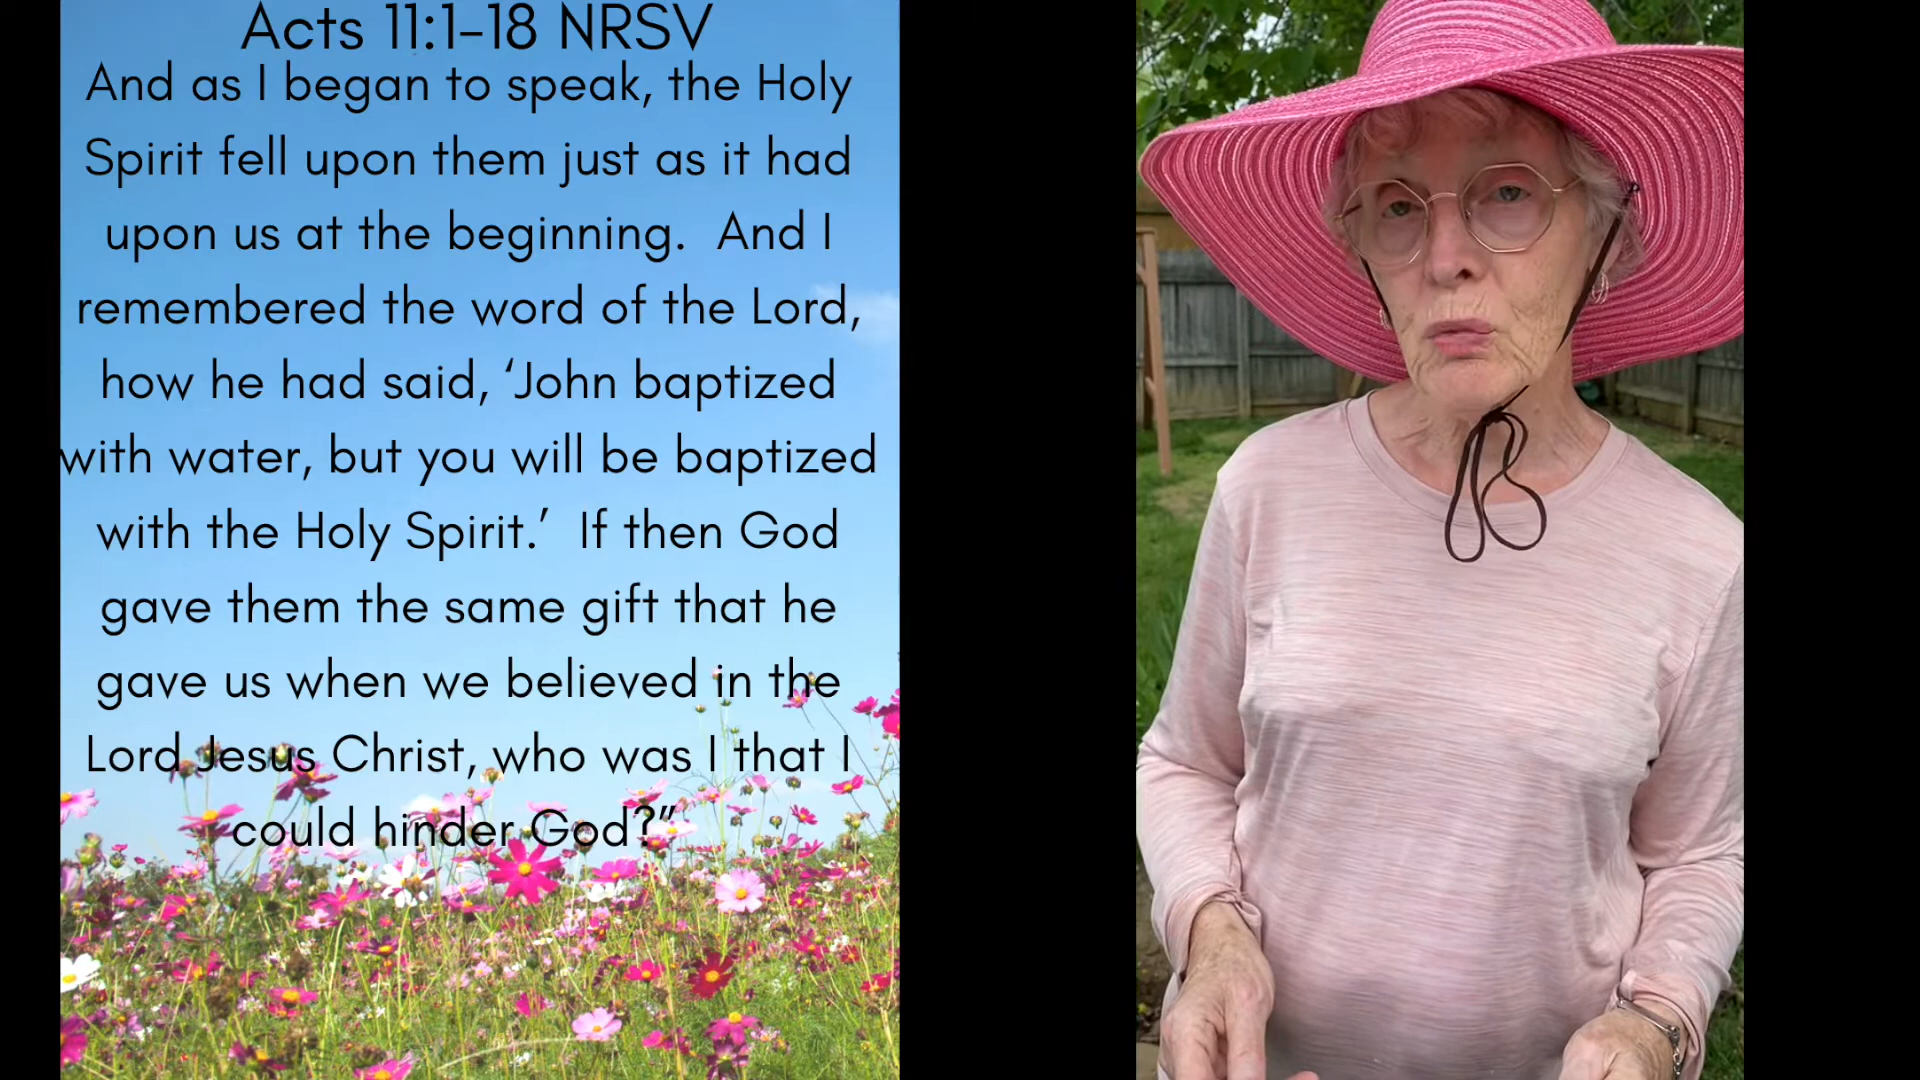 Acts 11:1-18 NRSV
And as I began to speak, the Holy
Spirit fell upon them just as it had
upon us at the beginning.  And I
remembered the word of the Lord,
how he had said, ‘John baptized
with water, but you will be baptized
with the Holy Spirit.’  If then God
gave them the same gift that he
gave us when we believed in the
Lord Jesus Christ, who was I that I
could hinder God?”